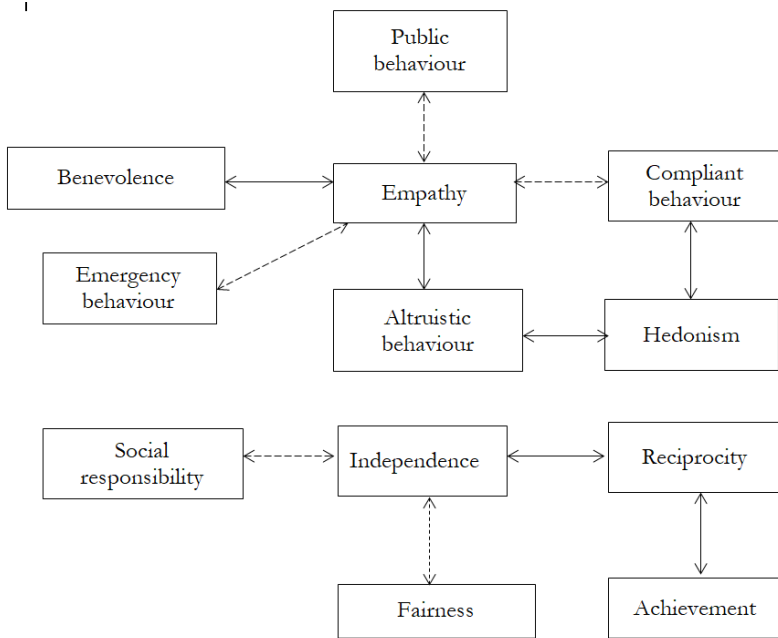 Public
behaviour
Benevolence
Empathy
Compliant
behaviour
Emergency
behaviour
Altruistic
behaviour
Hedonism
Social
responsibility
Independence
Reciprocity
Fairness
Achievement